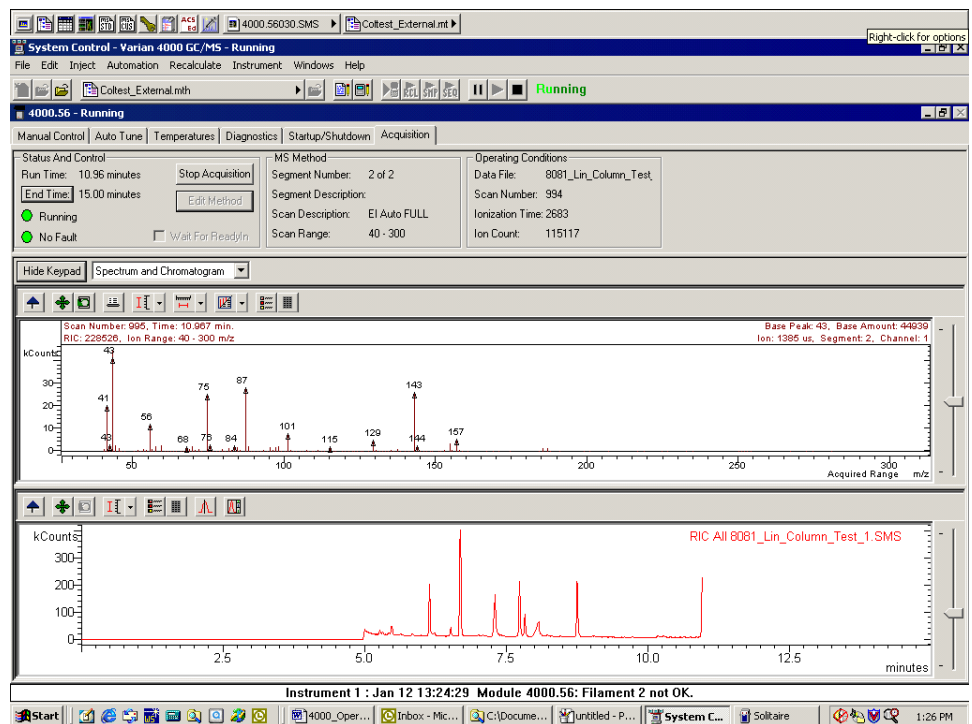 4000.56030.SMS Coltest_External.mt
Right-click for options
System Control - Varian 4000 GC/MS - Running
File Edit Inject Automation Recalculate Instrument Windows Help
Coltest_External.mth RCL SMP SEQ Running
4000.56 - Running
Manual Control Auto Tune Temperatures Diagnostics Startup/Shutdown Acquisition
Status And Control MS Method Operating Conditions
Run Time: 10.96 minutes Stop Acquisition Segment Number: 2 of 2 Data File: 8081_Lin_Column_Test_
End Time: 15.00 minutes Edit Method Segment Description: Scan Number: 994
Running Scan Description: EI Auto FULL Ionization Time: 2683
No Fault Wait For ReadyIn Scan Range: 40 - 300 Ion Count: 115117
Hide Keypad Spectrum and Chromatogram
Scan Number: 995, Time: 10.967 min. Base Peak: 43, Base Amount: 44939
RIC: 228526, Ion Range: 40 - 300 m/z Ion: 1385 us, Segment: 2, Channel: 1
kCounts
43
30
87
75
143
41
20
56
10
101
129
157
43
68
76
84
115
144
0
50 100 150 200 250 300
Acquired Range m/z
kCounts
RIC All 8081_Lin_Column_Test_1.SMS
300
200
100
0
2.5 5.0 7.5 10.0 12.5
minutes
Instrument 1 : Jan 12 13:24:29 Module 4000.56: Filament 2 not OK.
Start 4000_Oper... Inbox - Mic... C:\Docume... untitled - P... System C... Solitaire 1:26 PM